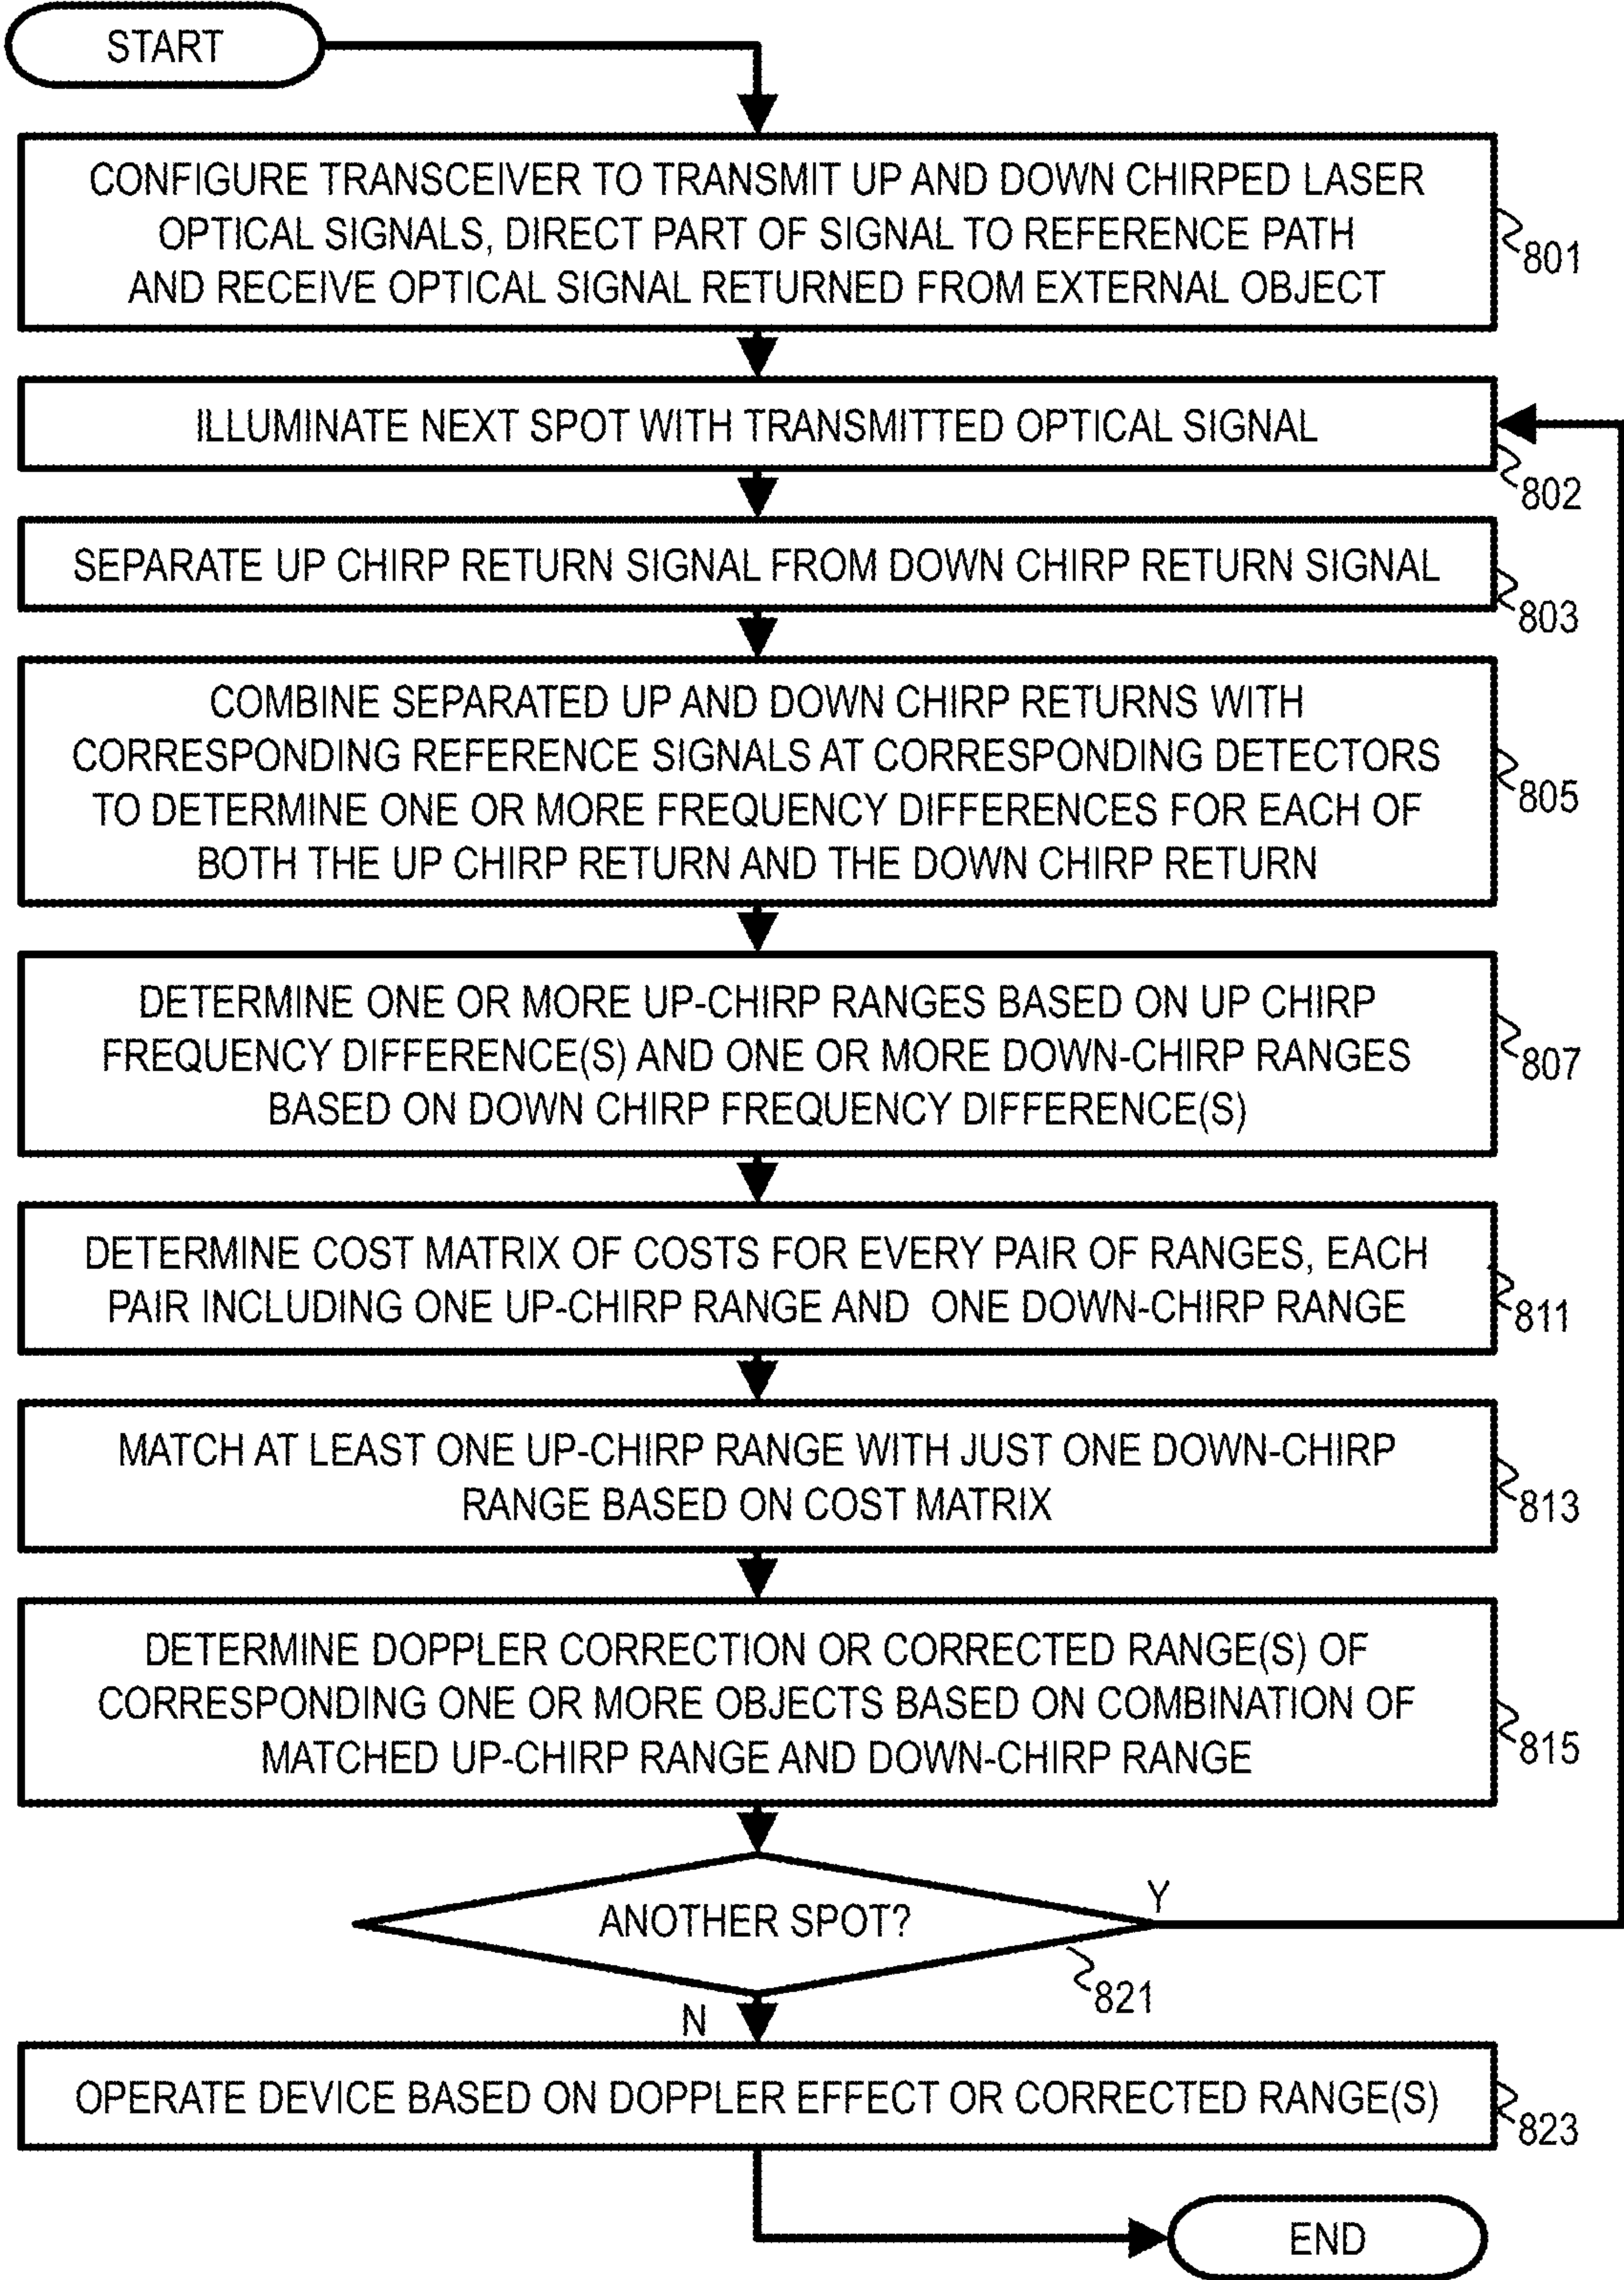 START
CONFIGURE TRANSCEIVER TO TRANSMIT UP AND DOWN CHIRPED LASER
OPTICAL SIGNALS, DIRECT PART OF SIGNAL TO REFERENCE PATH
AND RECEIVE OPTICAL SIGNAL RETURNED FROM EXTERNAL OBJECT
801
ILLUMINATE NEXT SPOT WITH TRANSMITTED OPTICAL SIGNAL
802
SEPARATE UP CHIRP RETURN SIGNAL FROM DOWN CHIRP RETURN SIGNAL
803
COMBINE SEPARATED UP AND DOWN CHIRP RETURNS WITH
CORRESPONDING REFERENCE SIGNALS AT CORRESPONDING DETECTORS
TO DETERMINE ONE OR MORE FREQUENCY DIFFERENCES FOR EACH OF
BOTH THE UP CHIRP RETURN AND THE DOWN CHIRP RETURN
805
DETERMINE ONE OR MORE UP-CHIRP RANGES BASED ON UP CHIRP
FREQUENCY DIFFERENCE(S) AND ONE OR MORE DOWN-CHIRP RANGES
BASED ON DOWN CHIRP FREQUENCY DIFFERENCE(S)
807
DETERMINE COST MATRIX OF COSTS FOR EVERY PAIR OF RANGES, EACH
PAIR INCLUDING ONE UP-CHIRP RANGE AND ONE DOWN-CHIRP RANGE
811
MATCH AT LEAST ONE UP-CHIRP RANGE WITH JUST ONE DOWN-CHIRP
RANGE BASED ON COST MATRIX
813
DETERMINE DOPPLER CORRECTION OR CORRECTED RANGE(S) OF
CORRESPONDING ONE OR MORE OBJECTS BASED ON COMBINATION OF
MATCHED UP-CHIRP RANGE AND DOWN-CHIRP RANGE
815
ANOTHER SPOT?
Y
821
N
OPERATE DEVICE BASED ON DOPPLER EFFECT OR CORRECTED RANGE(S)
823
END